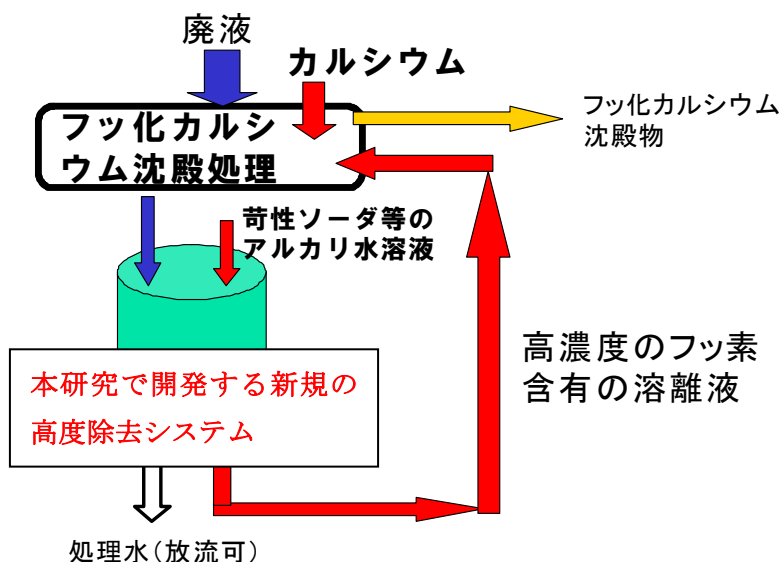 廃液
カルシウム
フッ化カルシ
ウム沈殿処理
フッ化カルシウム
沈殿物
苛性ソーダ等の
アルカリ水溶液
高濃度のフッ素
含有の溶離液
本研究で開発する新規の
高度除去システム
処理水(放流可)